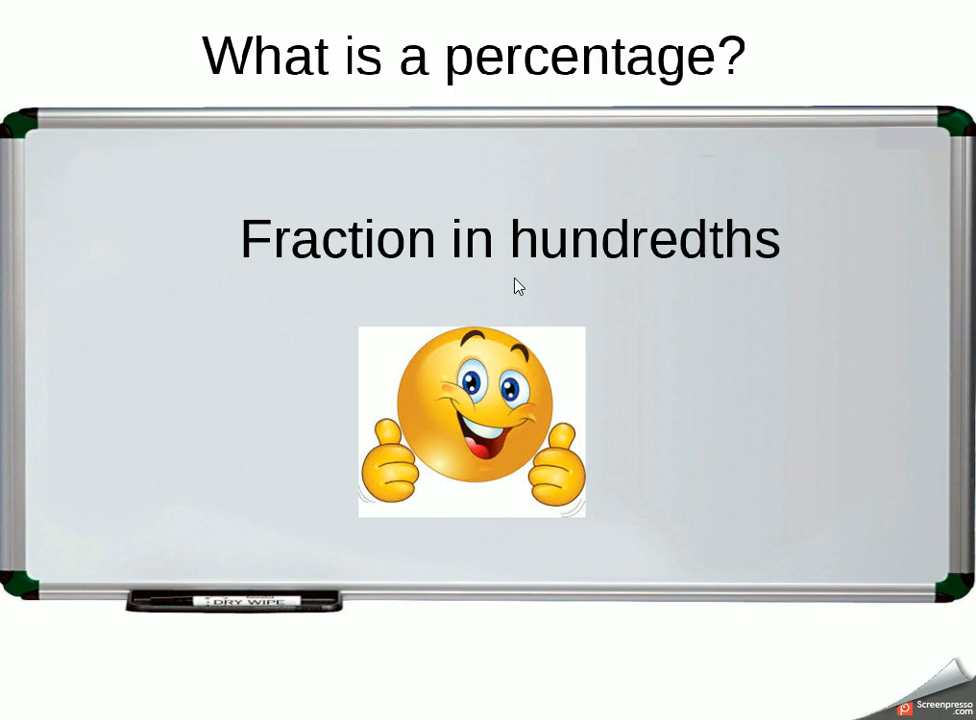 What is a percentage?
Fraction in hundredths
DRY WIPE
Screenpresso
.com